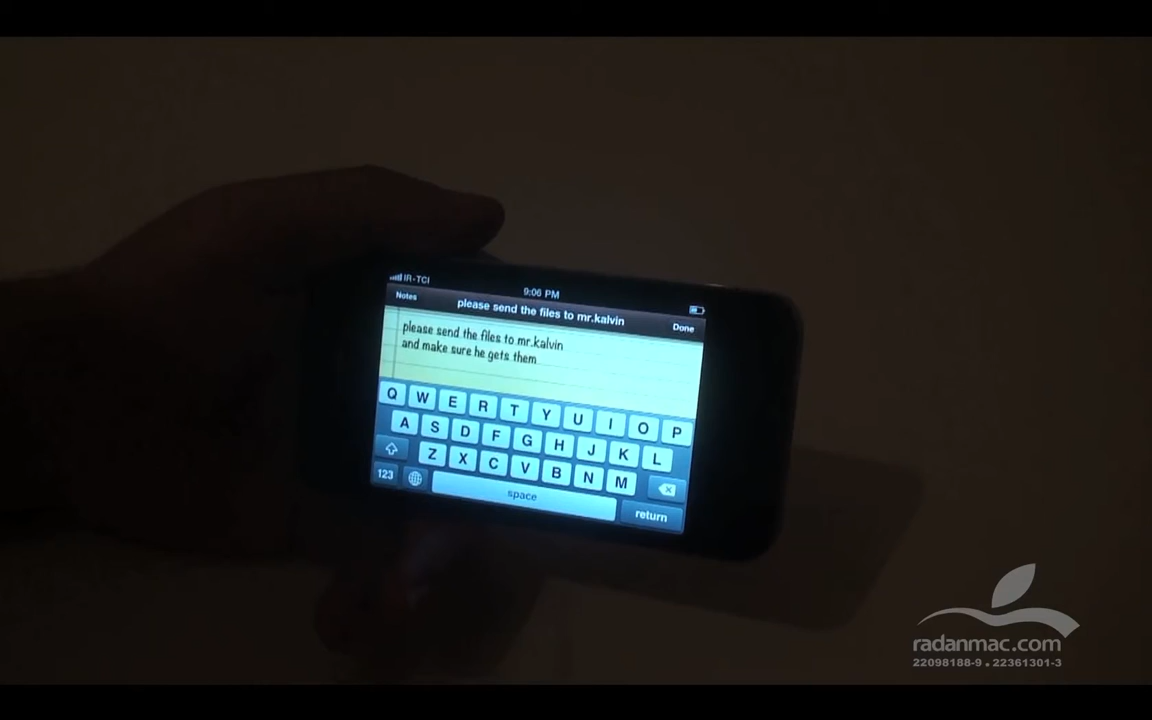 IR-TCI
9:06 PM
Notes
please send the files to mr.kalvin
Done
please send the files to mr.kalvin
and make sure he gets them
Q W E R T Y U I O P
A S D F G H J K L
Z X C V B N M
123
space
return
radanmac.com
22098188-9 . 22361301-3